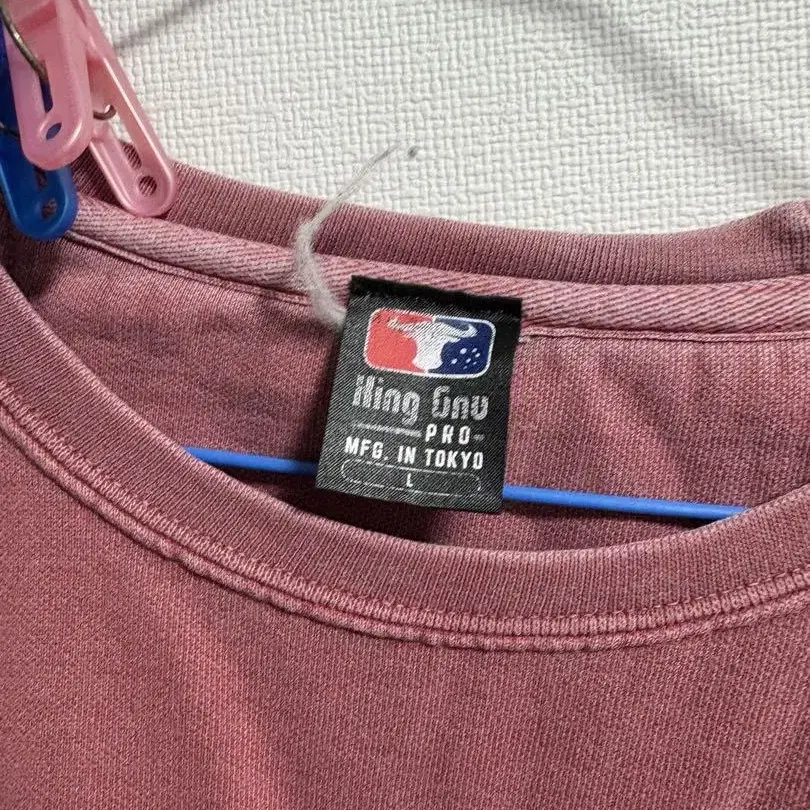 King Gnu
PRO
MFG. IN TOKYO
L